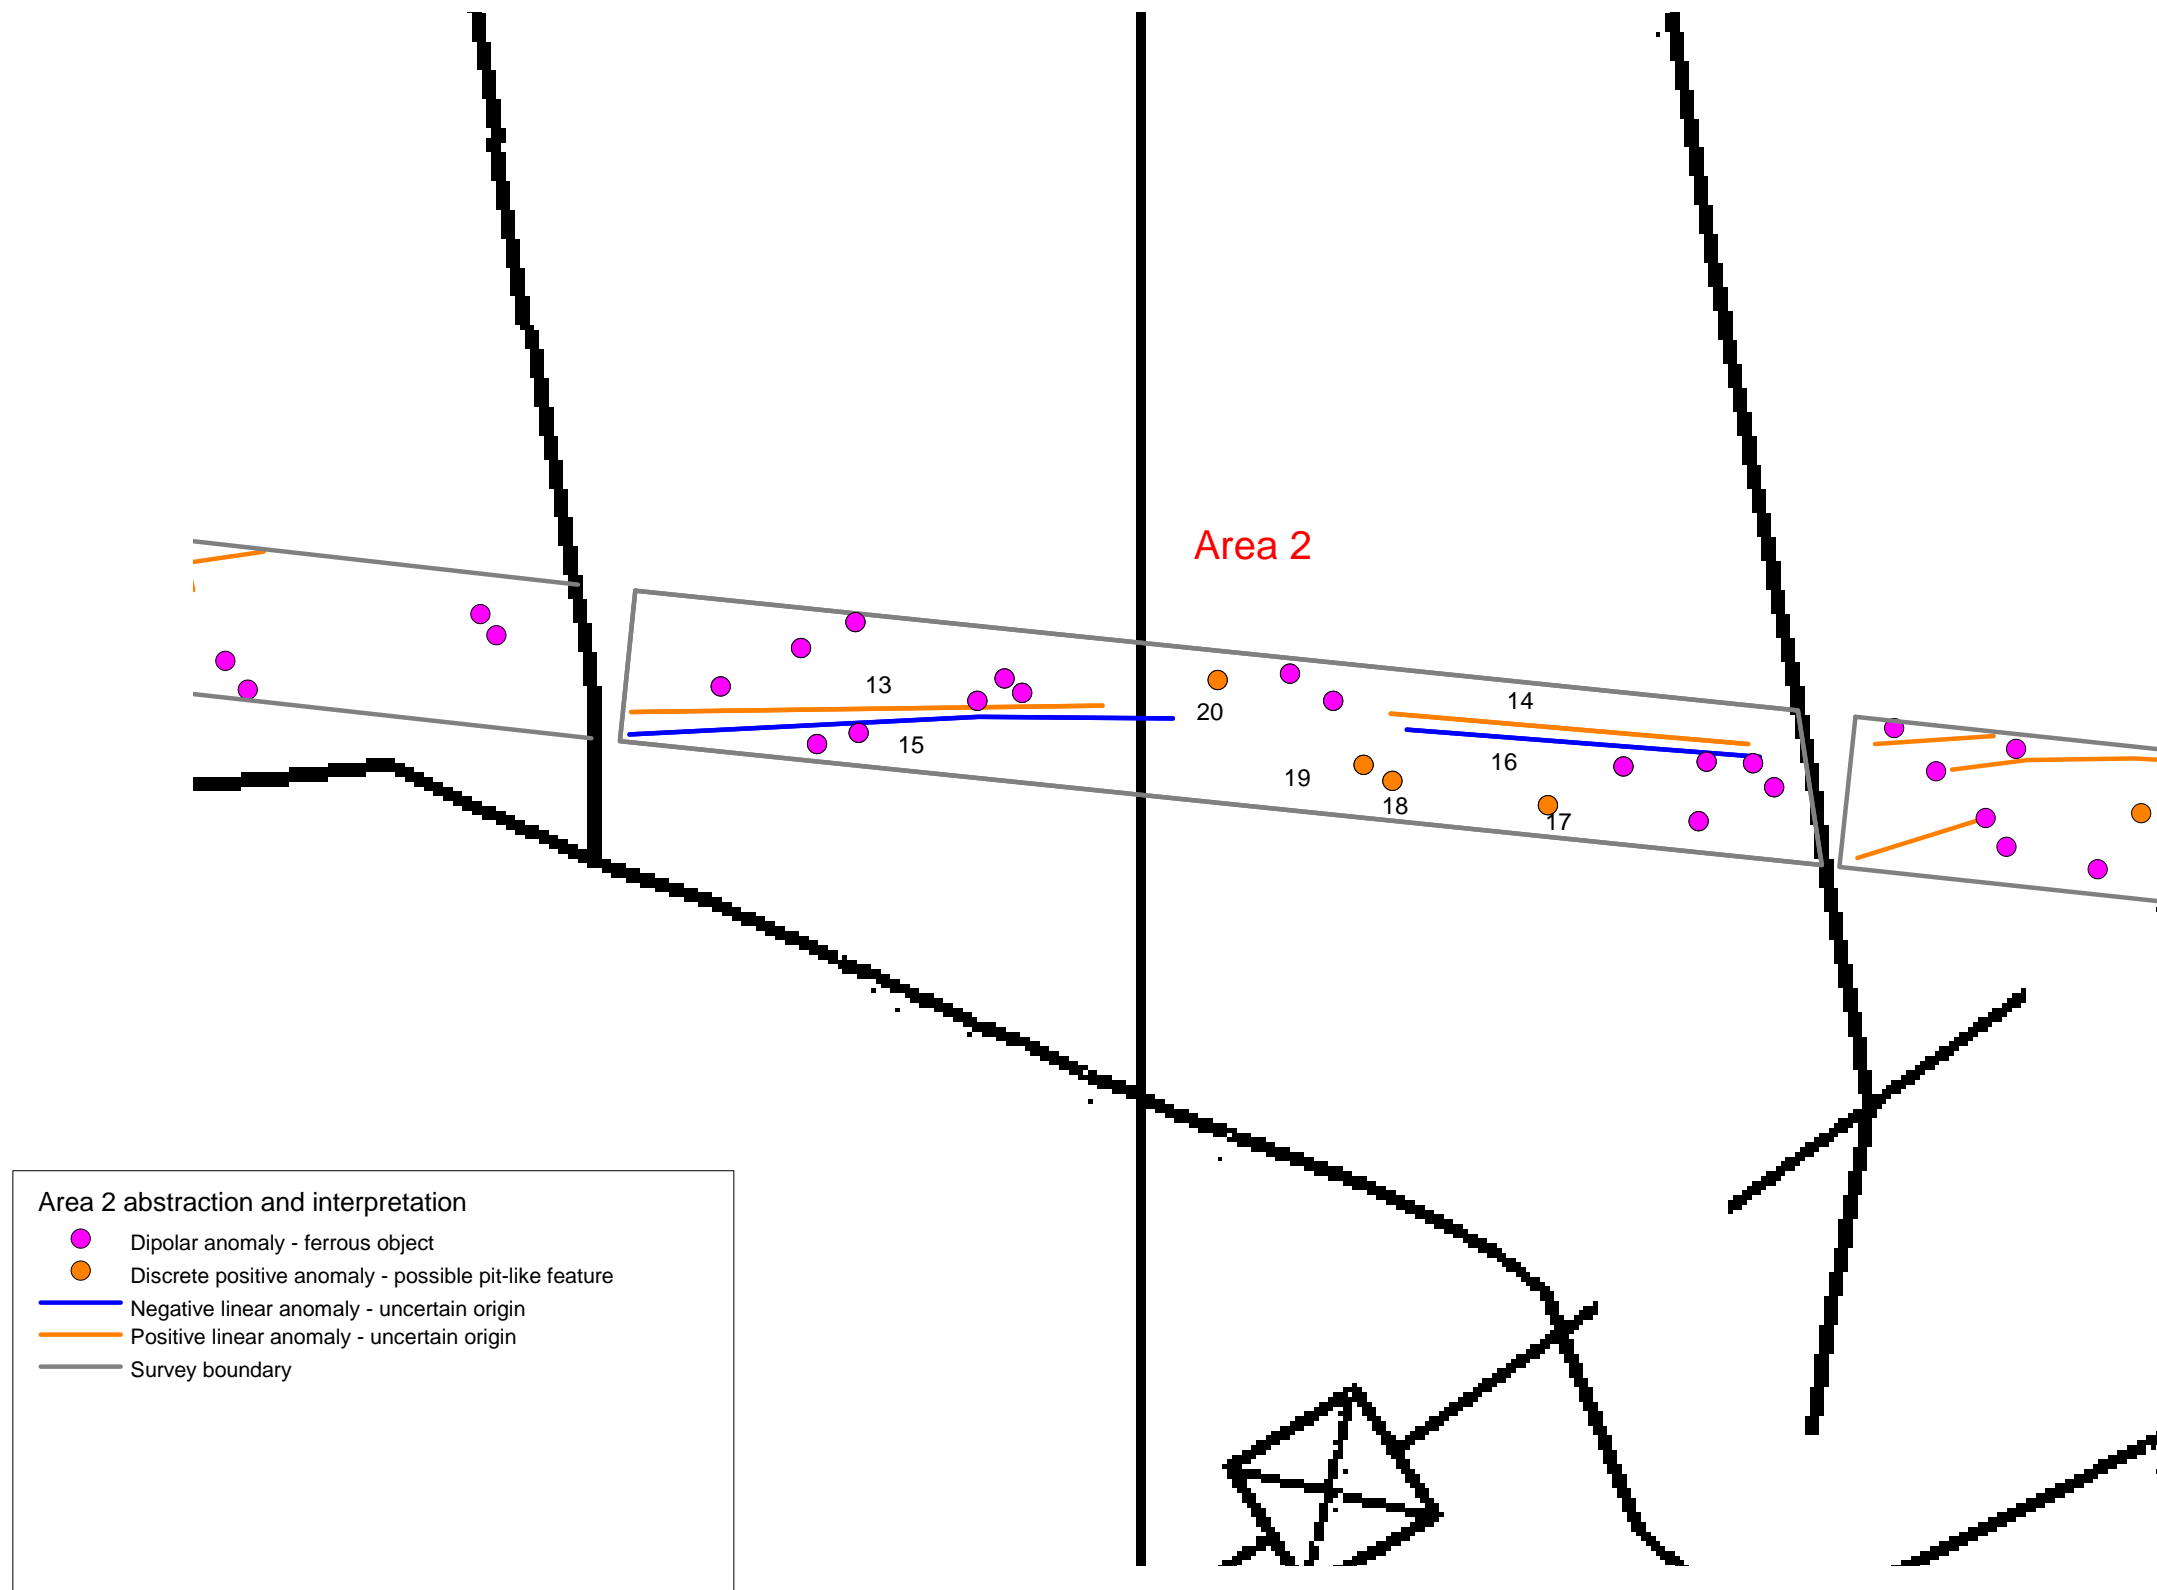 Area 2
13
14
20
15
16
19
18
17
Area 2 abstraction and interpretation
Dipolar anomaly - ferrous object
Discrete positive anomaly - possible pit-like feature
Negative linear anomaly - uncertain origin
Positive linear anomaly - uncertain origin
Survey boundary